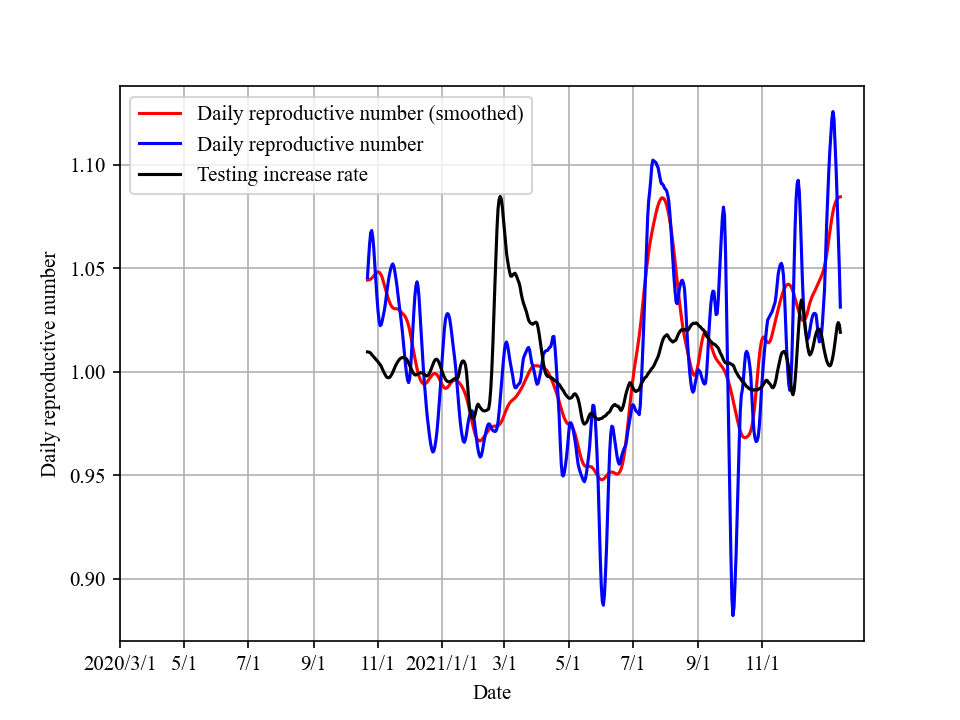 Daily reproductive number (smoothed)
Daily reproductive number
Testing increase rate
Daily reproductive number
1.10
1.05
1.00
0.95
0.90
2020/3/1 5/1 7/1 9/1 11/1 2021/1/1 3/1 5/1 7/1 9/1 11/1
Date